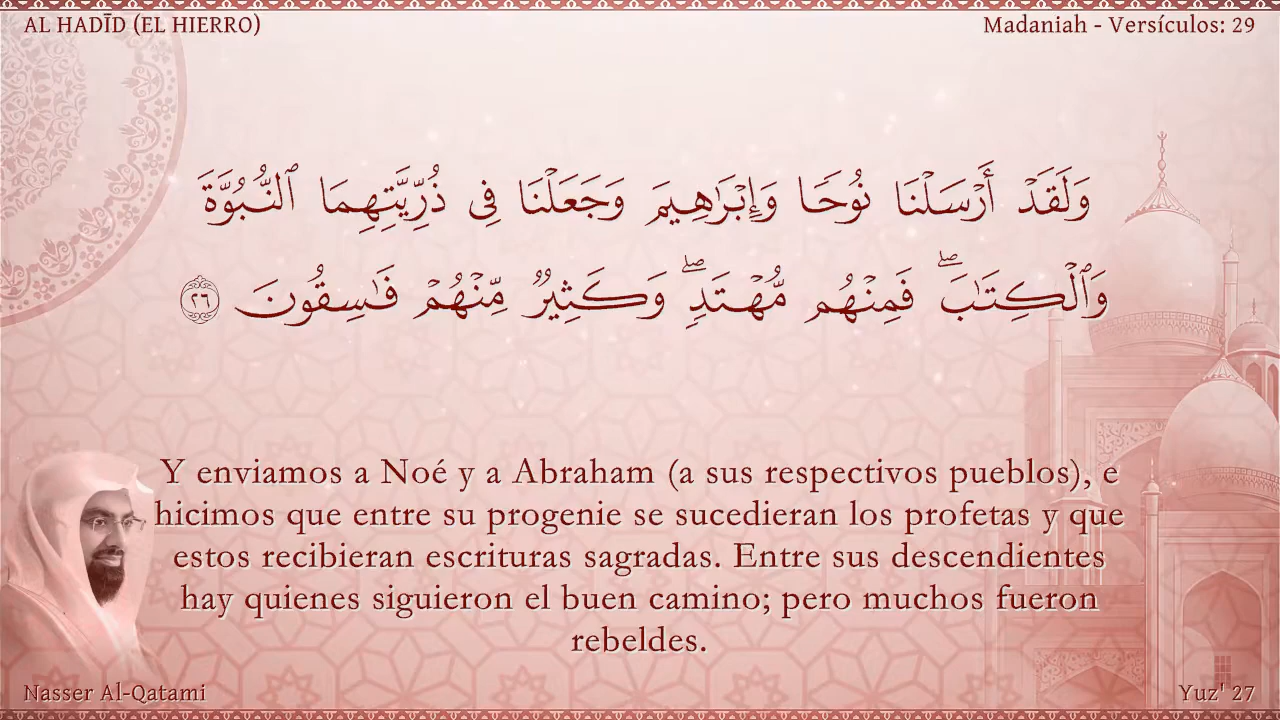 AL HADĪD (EL HIERRO)
Madaniah - Versículos: 29
وَلَقَدْ أَرْسَلْنَا نُوحًا وَإِبْرَٰهِيمَ وَجَعَلْنَا فِى ذُرِّيَّتِهِمَا ٱلنُّبُوَّةَ
وَٱلْكِتَٰبَ ۖ فَمِنْهُم مُّهْتَدٍ ۖ وَكَثِيرٌ مِّنْهُمْ فَٰسِقُونَ ٢٦
Y enviamos a Noé y a Abraham (a sus respectivos pueblos), e
hicimos que entre su progenie se sucedieran los profetas y que
estos recibieran escrituras sagradas. Entre sus descendientes
hay quienes siguieron el buen camino; pero muchos fueron
rebeldes.
Nasser Al-Qatami
Yuz' 27